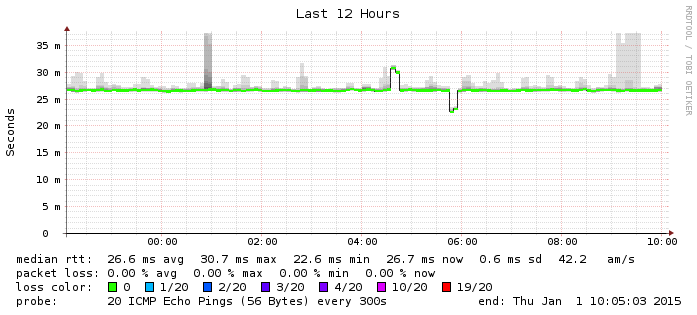 Last 12 Hours
RRDTOOL / TOBI OETIKER
Seconds
35 m
30 m
25 m
20 m
15 m
10 m
5 m
0
00:00 02:00 04:00 06:00 08:00 10:00
median rtt: 26.6 ms avg 30.7 ms max 22.6 ms min 26.7 ms now 0.6 ms sd 42.2 am/s
packet loss: 0.00 % avg 0.00 % max 0.00 % min 0.00 % now
loss color: 0 1/20 2/20 3/20 4/20 10/20 19/20
probe: 20 ICMP Echo Pings (56 Bytes) every 300s end: Thu Jan 1 10:05:03 2015